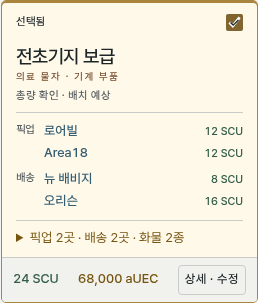 선택됨
전초기지 보급
의료 물자 · 기계 부품
총량 확인 · 배치 예상
픽업 로어빌 12 SCU
Area18 12 SCU
배송 뉴 배비지 8 SCU
오리슨 16 SCU
▶ 픽업 2곳 · 배송 2곳 · 화물 2종
24 SCU 68,000 aUEC 상세 · 수정